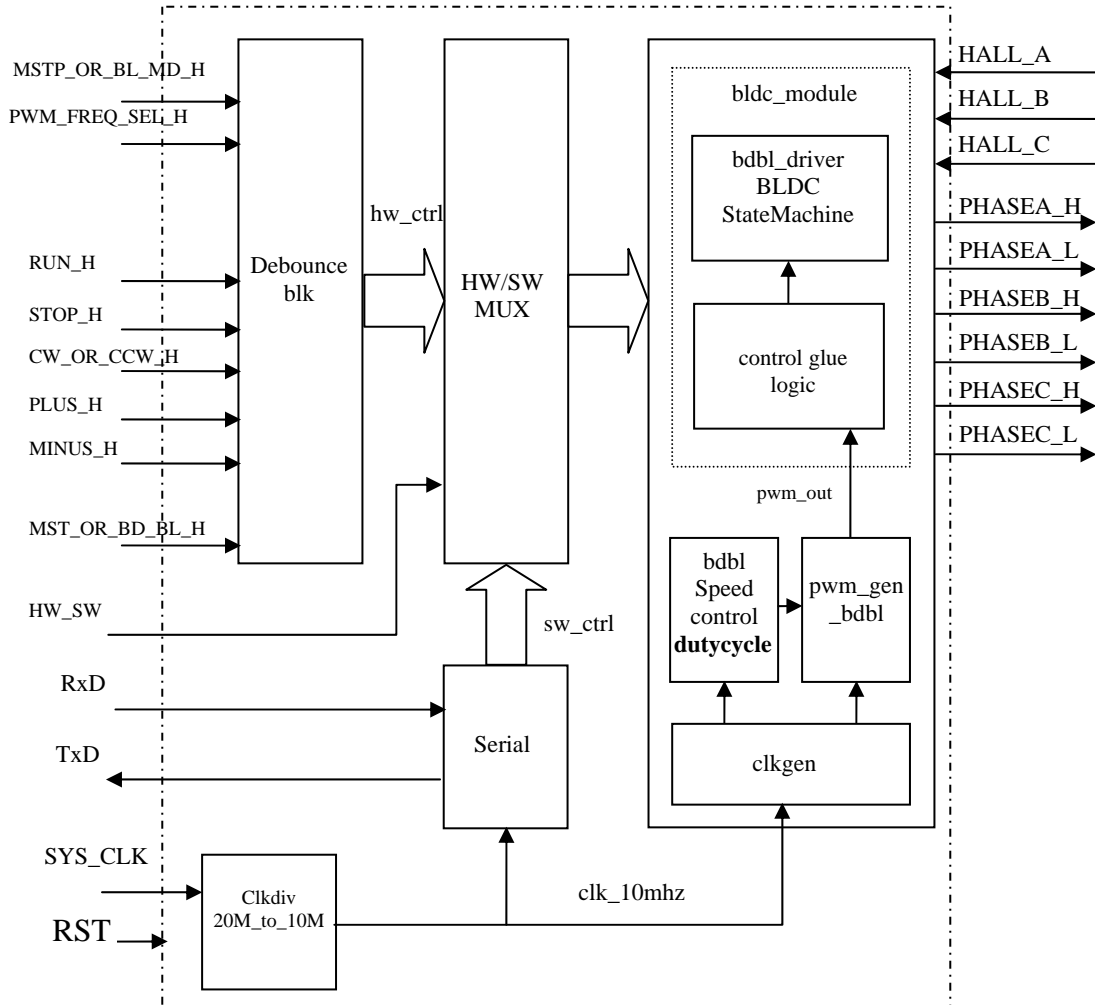 MSTP_OR_BL_MD_H
PWM_FREQ_SEL_H
RUN_H
STOP_H
CW_OR_CCW_H
PLUS_H
MINUS_H
MST_OR_BD_BL_H
HW_SW
RxD
TxD
SYS_CLK
RST
Debounce
blk
hw_ctrl
HW/SW
MUX
sw_ctrl
Serial
Clkdiv
20M_to_10M
clk_10mhz
bldc_module
bdbl_driver
BLDC
StateMachine
control glue
logic
pwm_out
bdbl
Speed
control
dutycycle
pwm_gen
_bdbl
clkgen
HALL_A
HALL_B
HALL_C
PHASEA_H
PHASEA_L
PHASEB_H
PHASEB_L
PHASEC_H
PHASEC_L